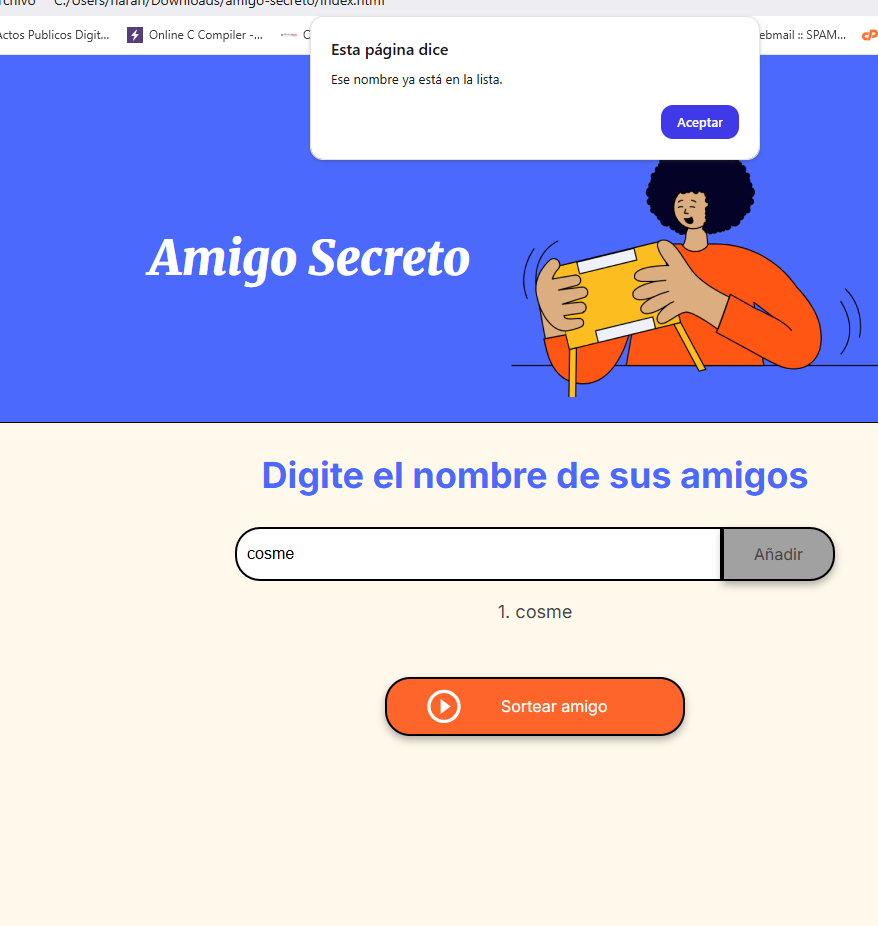 C:/Users/naran/Downloads/amigo-secreto/index.html
Actos Publicos Digit... Online C Compiler -... ebmail :: SPAM...
Esta página dice
Ese nombre ya está en la lista.
Aceptar
Amigo Secreto
Digite el nombre de sus amigos
cosme Añadir
1. cosme
Sortear amigo